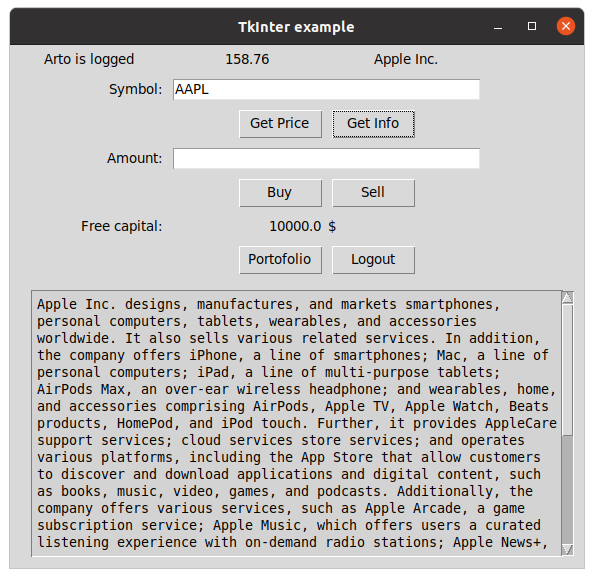 TkInter example
Arto is logged 158.76 Apple Inc.
Symbol: AAPL
Get Price Get Info
Amount:
Buy Sell
Free capital: 10000.0 $
Portofolio Logout
Apple Inc. designs, manufactures, and markets smartphones,
personal computers, tablets, wearables, and accessories
worldwide. It also sells various related services. In addition,
the company offers iPhone, a line of smartphones; Mac, a line of
personal computers; iPad, a line of multi-purpose tablets;
AirPods Max, an over-ear wireless headphone; and wearables, home,
and accessories comprising AirPods, Apple TV, Apple Watch, Beats
products, HomePod, and iPod touch. Further, it provides AppleCare
support services; cloud services store services; and operates
various platforms, including the App Store that allow customers
to discover and download applications and digital content, such
as books, music, video, games, and podcasts. Additionally, the
company offers various services, such as Apple Arcade, a game
subscription service; Apple Music, which offers users a curated
listening experience with on-demand radio stations; Apple News+,